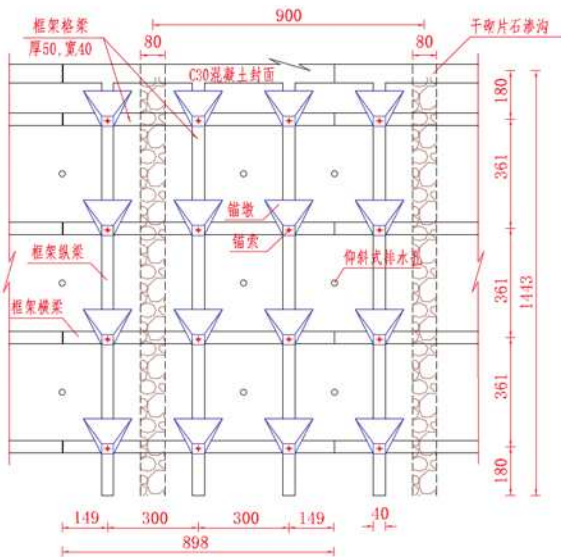 900
框架格梁
厚50,宽40
80
80
干砌片石渗沟
C30混凝土封面
180
361
锚墩
锚索
框架纵梁
仰斜式排水孔
361
1443
框架横梁
361
180
149
300
300
149
40
898